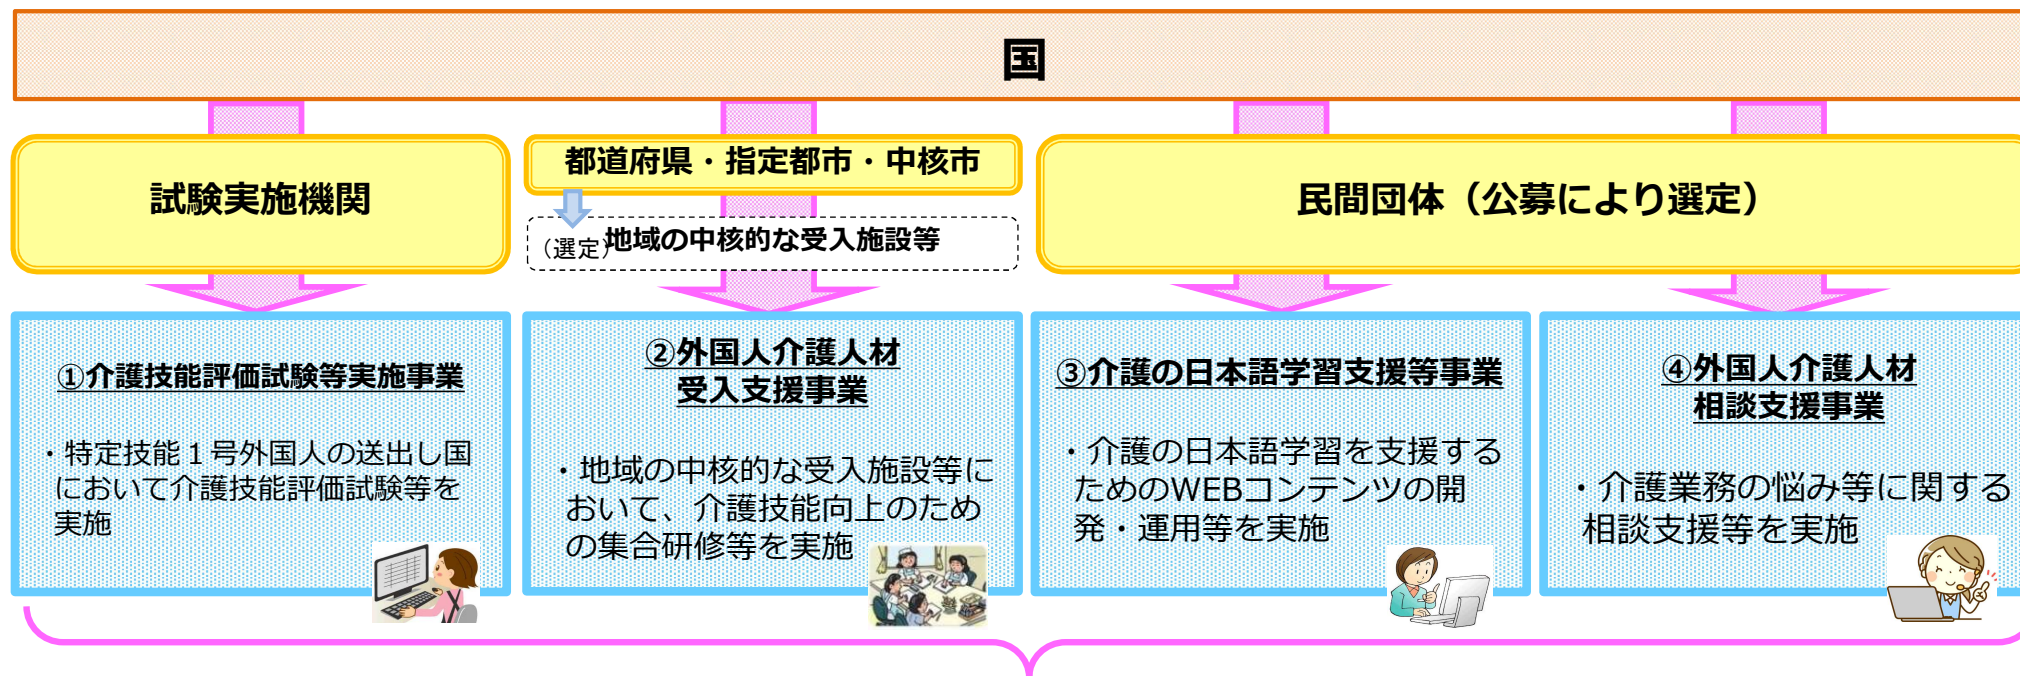 国
試験実施機関
都道府県・指定都市・中核市
(選定)地域の中核的な受入施設等
民間団体（公募により選定）
①介護技能評価試験等実施事業
・特定技能１号外国人の送出し国
において介護技能評価試験等を
実施
②外国人介護人材
受入支援事業
・地域の中核的な受入施設等に
おいて、介護技能向上のため
の集合研修等を実施
③介護の日本語学習支援等事業
・介護の日本語学習を支援する
ためのWEBコンテンツの開
発・運用等を実施
④外国人介護人材
相談支援事業
・介護業務の悩み等に関する
相談支援等を実施